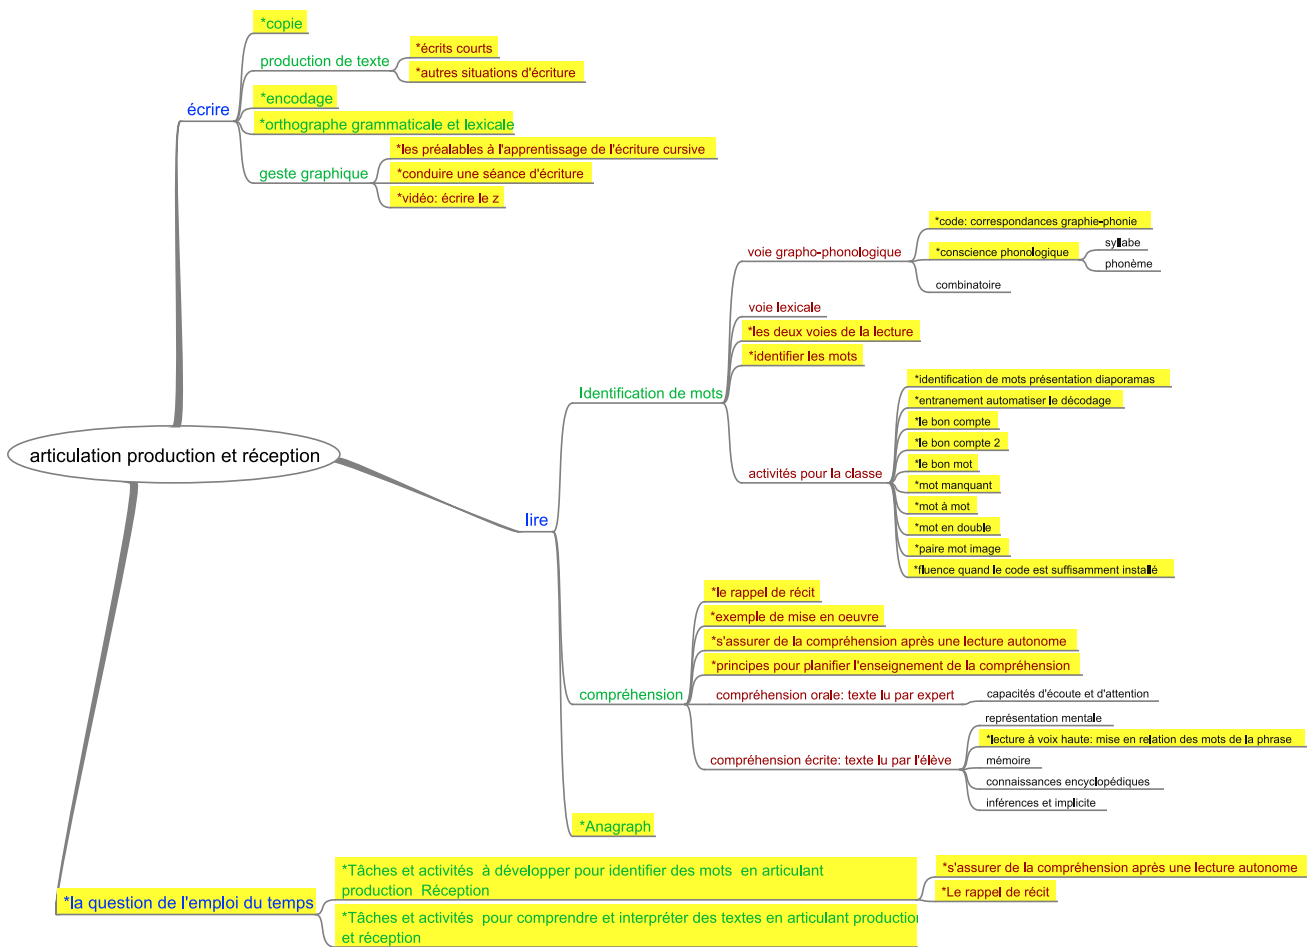 *copie
production de texte
*écrits courts
*autres situations d'écriture
*encodage
écrire
*orthographe grammaticale et lexicale
geste graphique
*les préalables à l'apprentissage de l'écriture cursive
*conduire une séance d'écriture
*vidéo: écrire le z
articulation production et réception
lire
Identification de mots
voie grapho-phonologique
*code: correspondances graphie-phonie
*conscience phonologique
syllabe
phonème
combinatoire
voie lexicale
*les deux voies de la lecture
*identifier les mots
activités pour la classe
*identification de mots présentation diaporamas
*entranement automatiser le décodage
*le bon compte
*le bon compte 2
*le bon mot
*mot manquant
*mot à mot
*mot en double
*paire mot image
*fluence quand le code est suffisamment installé
compréhension
*le rappel de récit
*exemple de mise en oeuvre
*s'assurer de la compréhension après une lecture autonome
*principes pour planifier l'enseignement de la compréhension
compréhension orale: texte lu par expert
capacités d'écoute et d'attention
compréhension écrite: texte lu par l'élève
représentation mentale
*lecture à voix haute: mise en relation des mots de la phrase
mémoire
connaissances encyclopédiques
inférences et implicite
*Anagraph
*la question de l'emploi du temps
*Tâches et activités à développer pour identifier des mots en articulant
production Réception
*s'assurer de la compréhension après une lecture autonome
*Le rappel de récit
*Tâches et activités pour comprendre et interpréter des textes en articulant production
et réception